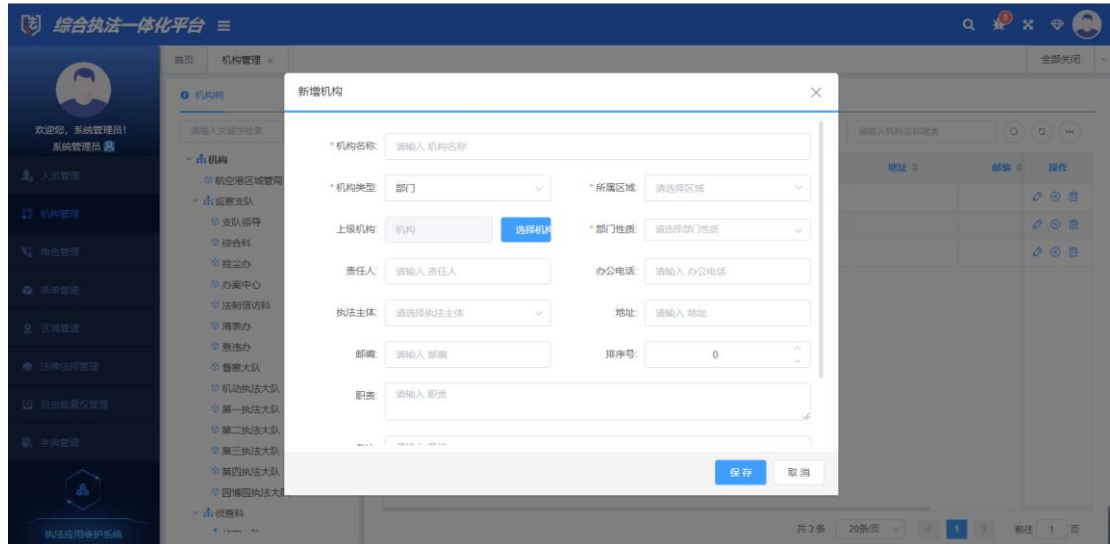 综合执法一体化平台
首页 机构管理 × 全部关闭
欢迎您，系统管理员！
系统管理员
人员管理
机构管理
角色管理
菜单管理
区域管理
法律法规管理
自由裁量权管理
字典管理
执法应用维护系统
机构树
请输入关键字检索
机构
航空港区城管局
监察支队
支队领导
综合科
控尘办
办案中心
法制信访科
清表办
查违办
督察大队
机动执法大队
第一执法大队
第二执法大队
第三执法大队
第四执法大队
园博园执法大队
侦查科
新增机构
*机构名称: 请输入 机构名称
*机构类型: 部门 *所属区域: 请选择区域
上级机构: 机构 选择机构 *部门性质: 请选择部门性质
责任人: 请输入 责任人 办公电话: 请输入 办公电话
执法主体: 请选择执法主体 地址: 请输入 地址
邮编: 请输入 邮编 排序号: 0
职责: 请输入 职责
保存 取消
请输入机构名称搜索
地址 邮编 操作
共 3 条 20条/页 1 前往 1 页